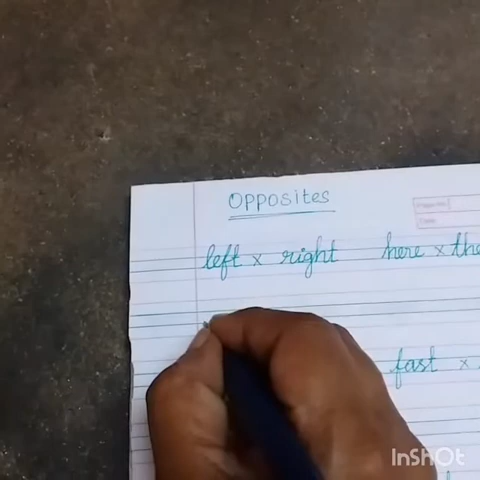 Opposites
left x right here x the
fast x
InShOt